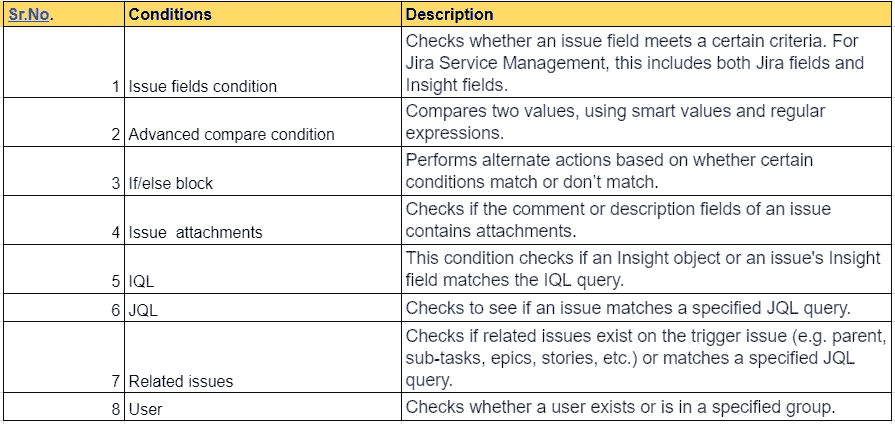 Sr.No. Conditions Description
Checks whether an issue field meets a certain criteria. For
Jira Service Management, this includes both Jira fields and
1 Issue fields condition Insight fields.
Compares two values, using smart values and regular
2 Advanced compare condition expressions.
Performs alternate actions based on whether certain
3 If/else block conditions match or don’t match.
Checks if the comment or description fields of an issue
4 Issue  attachments contains attachments.
This condition checks if an Insight object or an issue's Insight
5 IQL field matches the IQL query.
6 JQL Checks to see if an issue matches a specified JQL query.
Checks if related issues exist on the trigger issue (e.g. parent,
sub-tasks, epics, stories, etc.) or matches a specified JQL
7 Related issues query.
8 User Checks whether a user exists or is in a specified group.